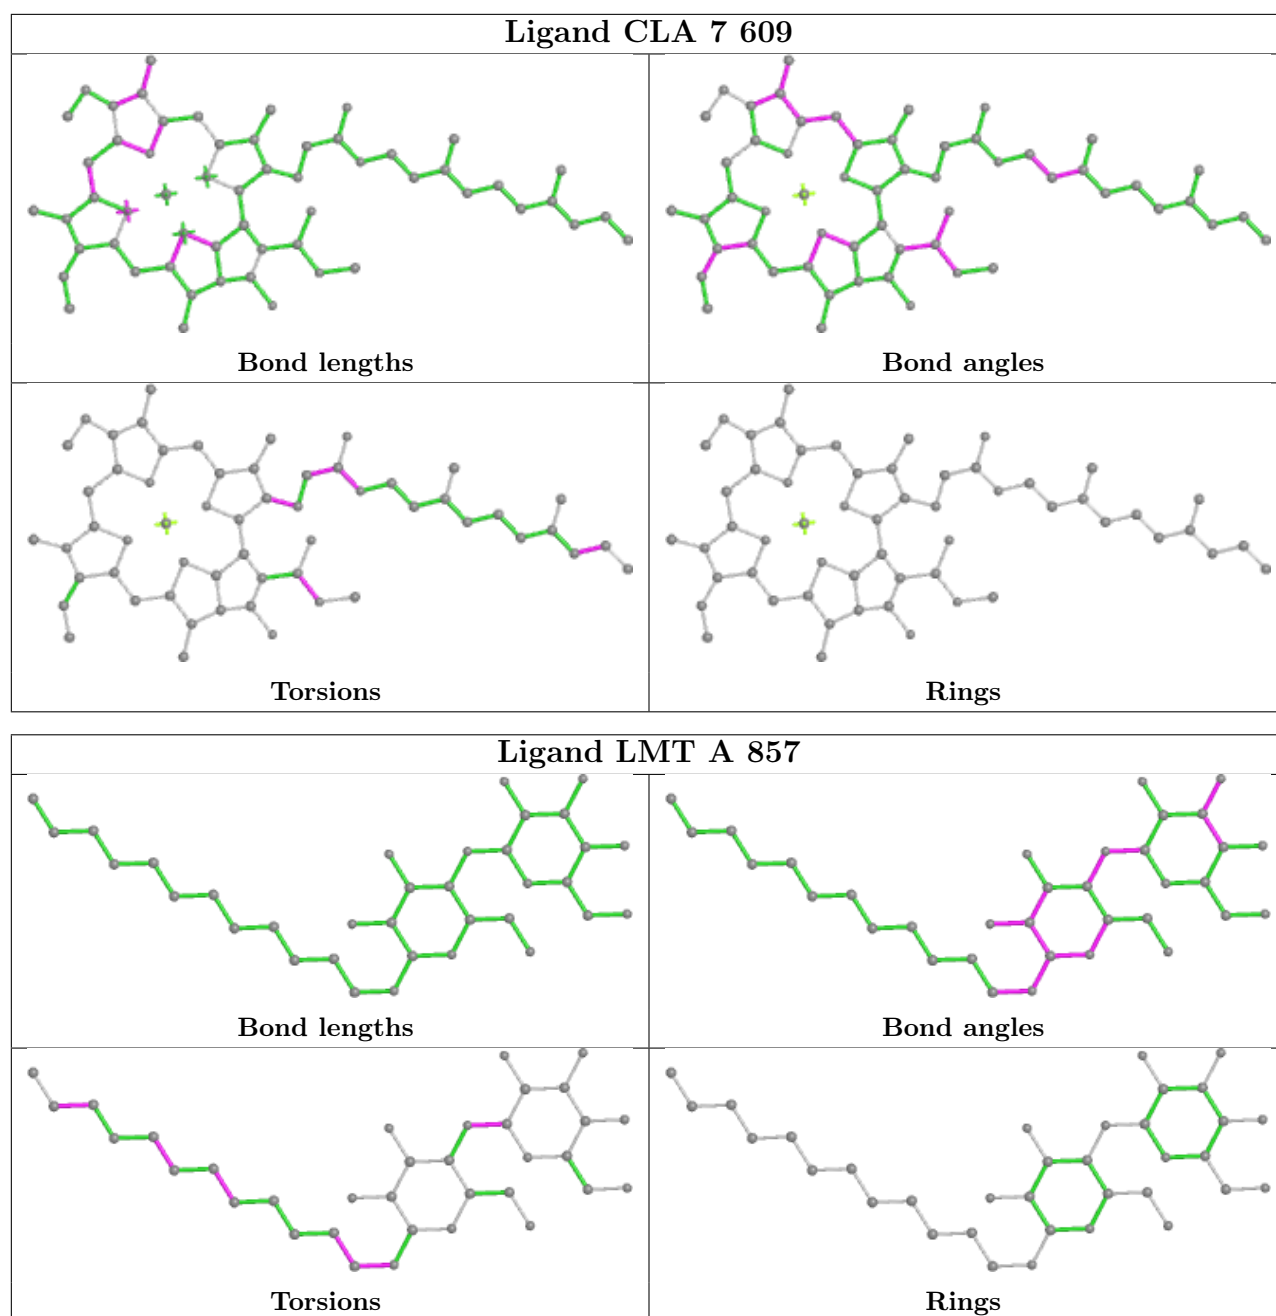 Ligand CLA 7 609
Bond lengths
Bond angles
Torsions
Rings
Ligand LMT A 857
Bond lengths
Bond angles
Torsions
Rings